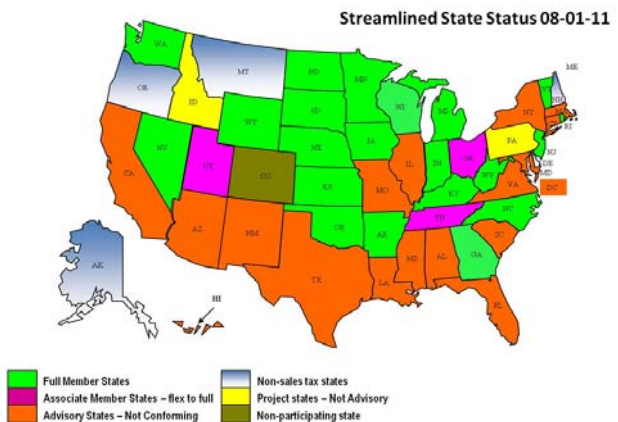 Streamlined State Status 08-01-11
WA
MT
ND
MN
ME
OR
ID
SD
WI
MI
VT
NH
NY
RI
WY
IA
NE
PA
NJ
NV
UT
CO
IL
IN
OH
DE
MD
WV
VA
DC
CA
KS
MO
KY
NC
TN
AZ
NM
OK
AR
SC
AL
GA
TX
LA
FL
AK
HI
Full Member States
Non-sales tax states
Associate Member States – flex to full
Project states – Not Advisory
Advisory States – Not Conforming
Non-participating state